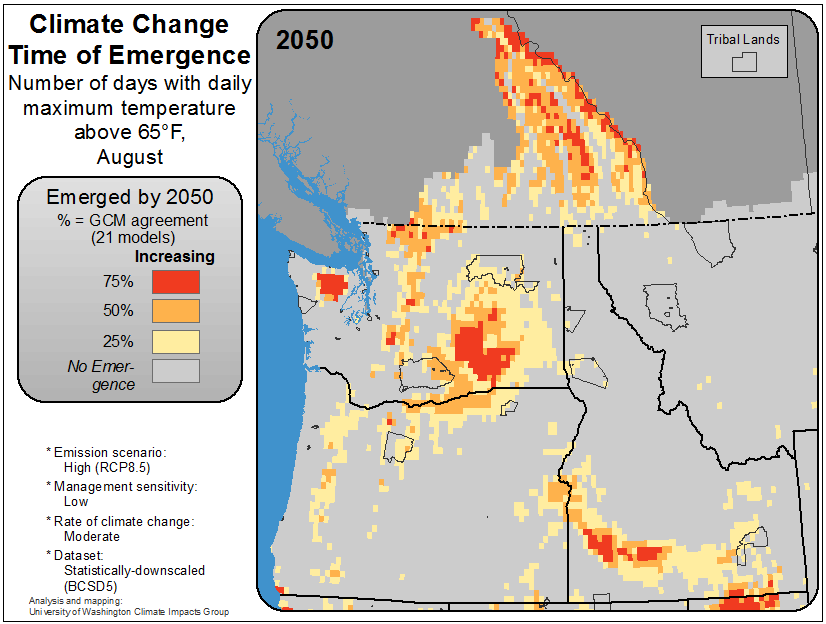 Climate Change
Time of Emergence
Number of days with daily
maximum temperature
above 65°F,
August
Emerged by 2050
% = GCM agreement
(21 models)
Increasing
75%
50%
25%
No Emer-
gence
* Emission scenario:
High (RCP8.5)
* Management sensitivity:
Low
* Rate of climate change:
Moderate
* Dataset:
Statistically-downscaled
(BCSD5)
Analysis and mapping:
University of Washington Climate Impacts Group
2050
Tribal Lands